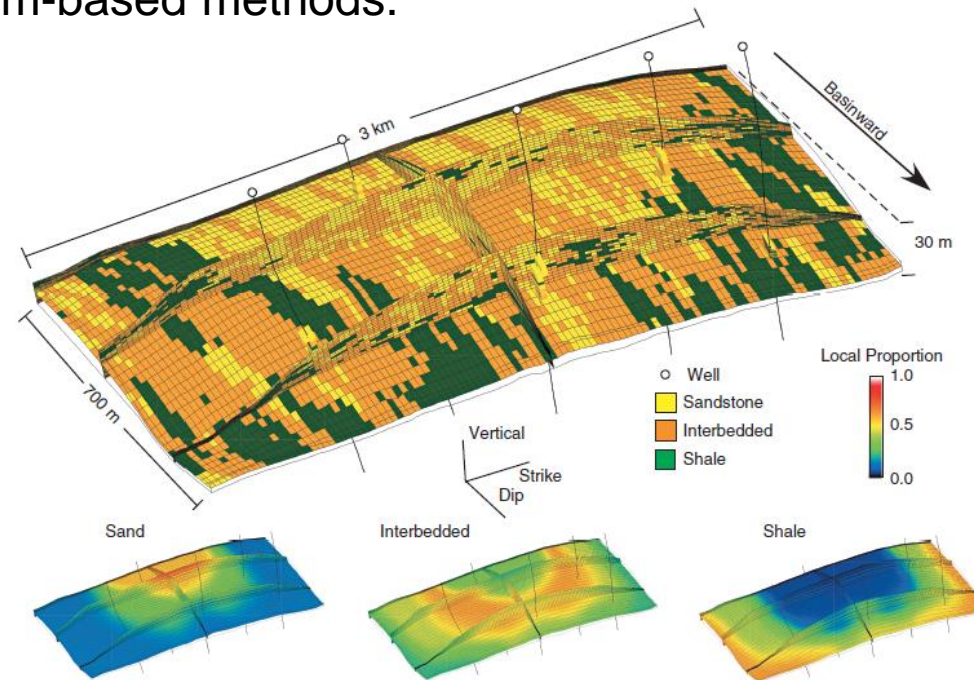 m-based methods.
3 km
Basinward
30 m
700 m
Local Proportion
1.0
0.5
0.0
Well
Sandstone
Interbedded
Shale
Vertical
Strike
Dip
Sand
Interbedded
Shale